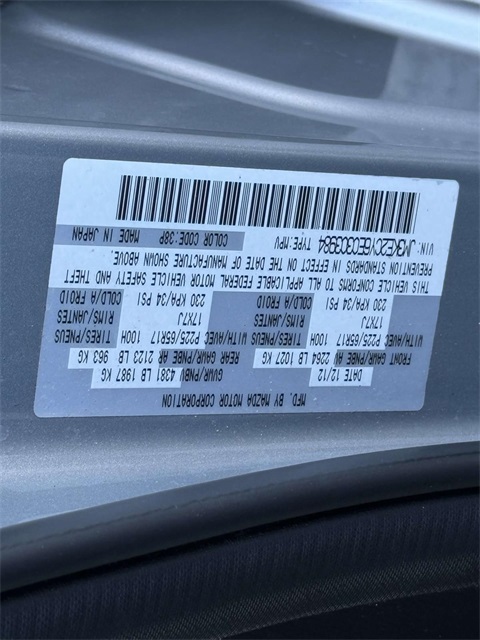 MFD. BY MAZDA MOTOR CORPORATION
DATE 12/12 GVWR/PNBV 4381 LB 1987 KG
FRONT GAWR/PNBE AV 2264 LB 1027 KG REAR GAWR/PNBE AR 2123 LB 963 KG
WITH/AVEC TIRES/PNEUS P225/65R17 100H WITH/AVEC TIRES/PNEUS P225/65R17 100H
RIMS/JANTES 17X7J RIMS/JANTES 17X7J
COLD/A FROID 230 KPA/34 PSI COLD/A FROID 230 KPA/34 PSI
THIS VEHICLE CONFORMS TO ALL APPLICABLE FEDERAL MOTOR VEHICLE SAFETY AND THEFT
PREVENTION STANDARDS IN EFFECT ON THE DATE OF MANUFACTURE SHOWN ABOVE.
VIN: JM3KE2CY6E0303984 TYPE:MPV COLOR CODE:38P MADE IN JAPAN